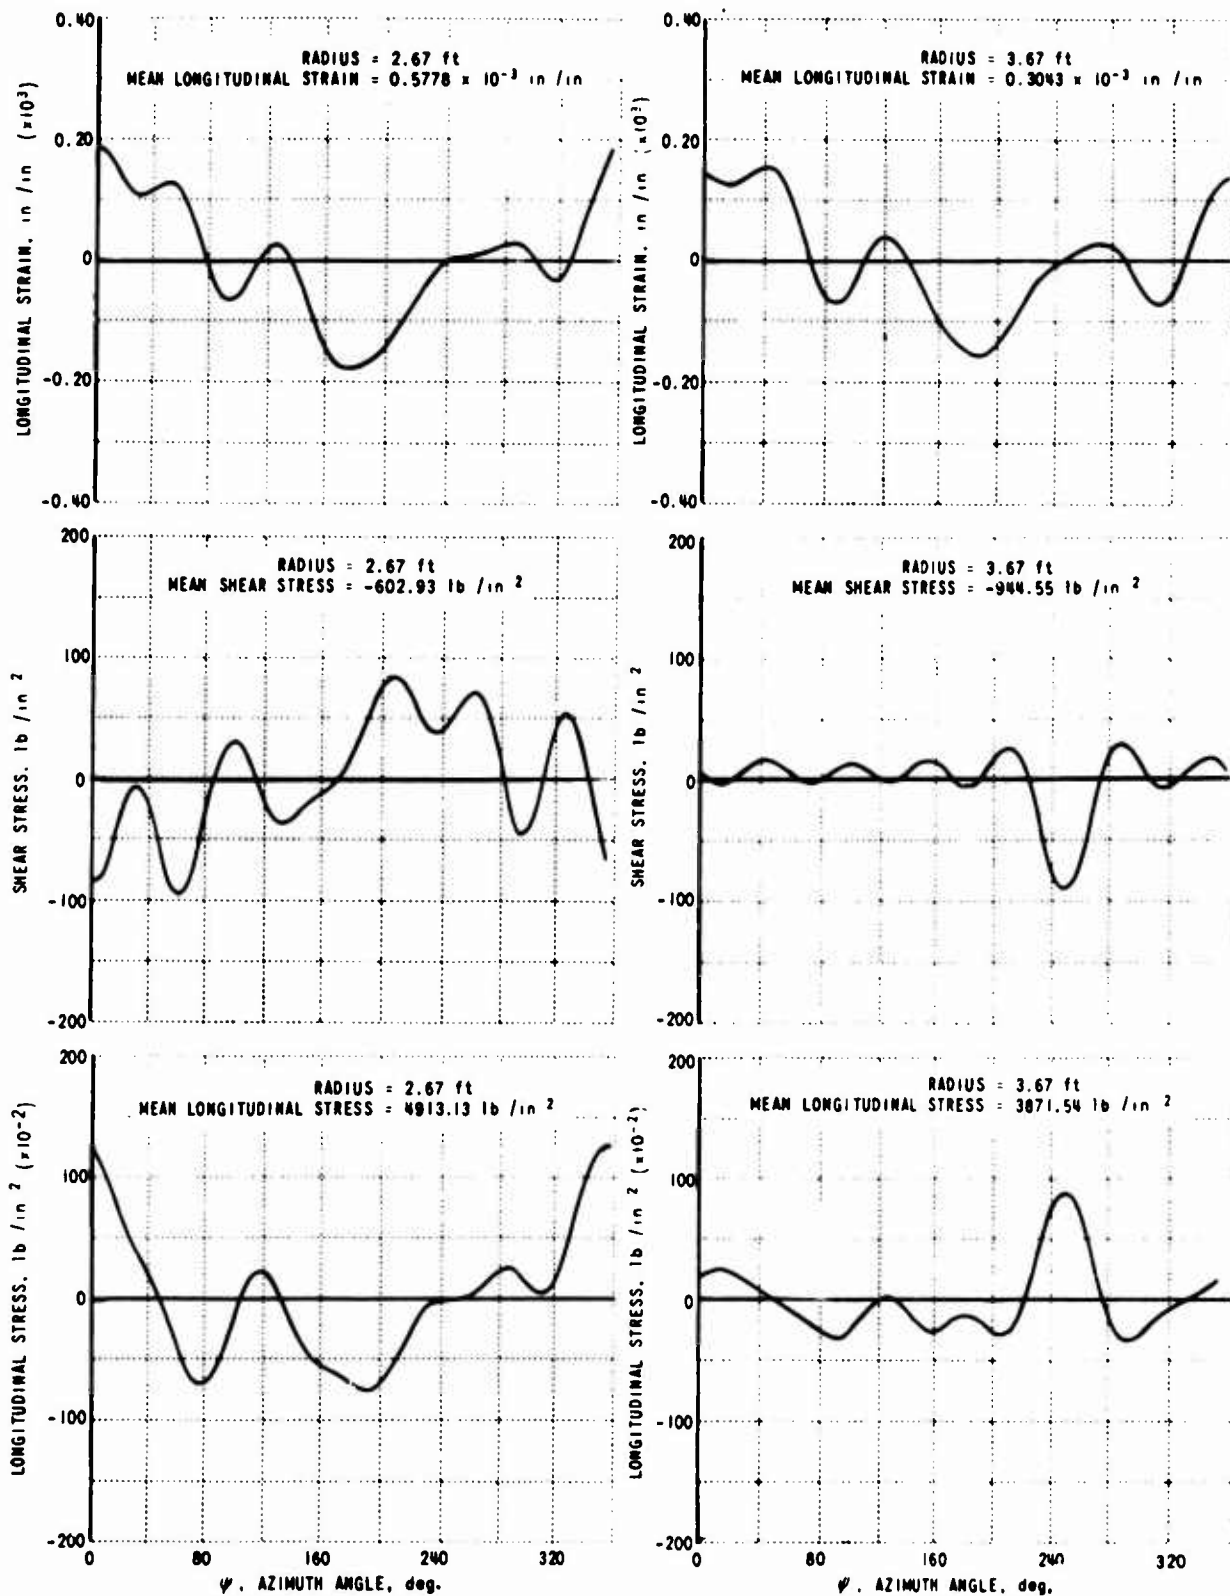 0.40
0.20
0
-0.20
-0.40
LONGITUDINAL STRAIN, in /in (x10³)
RADIUS = 2.67 ft
MEAN LONGITUDINAL STRAIN = 0.5778 x 10⁻³ in /in
0.40
0.20
0
-0.20
-0.40
LONGITUDINAL STRAIN, in /in (x10³)
RADIUS = 3.67 ft
MEAN LONGITUDINAL STRAIN = 0.3043 x 10⁻³ in /in
200
100
0
-100
-200
SHEAR STRESS, lb /in ²
RADIUS = 2.67 ft
MEAN SHEAR STRESS = -602.93 lb /in ²
200
100
0
-100
-200
SHEAR STRESS, lb /in ²
RADIUS = 3.67 ft
MEAN SHEAR STRESS = -944.55 lb /in ²
200
100
0
-100
-200
LONGITUDINAL STRESS, lb /in ² (x10⁻²)
RADIUS = 2.67 ft
MEAN LONGITUDINAL STRESS = 4913.13 lb /in ²
0 80 160 240 320
ψ, AZIMUTH ANGLE, deg.
200
100
0
-100
-200
LONGITUDINAL STRESS, lb /in ² (x10⁻²)
RADIUS = 3.67 ft
MEAN LONGITUDINAL STRESS = 3871.54 lb /in ²
0 80 160 240 320
ψ, AZIMUTH ANGLE, deg,